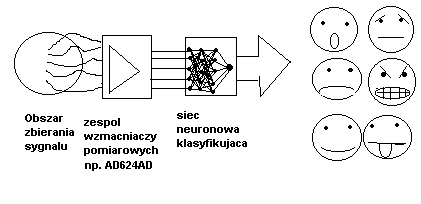 Obszar
zbierania
sygnalu
zespol
wzmacniaczy
pomiarowych
np. AD624AD
siec
neuronowa
klasyfikujaca